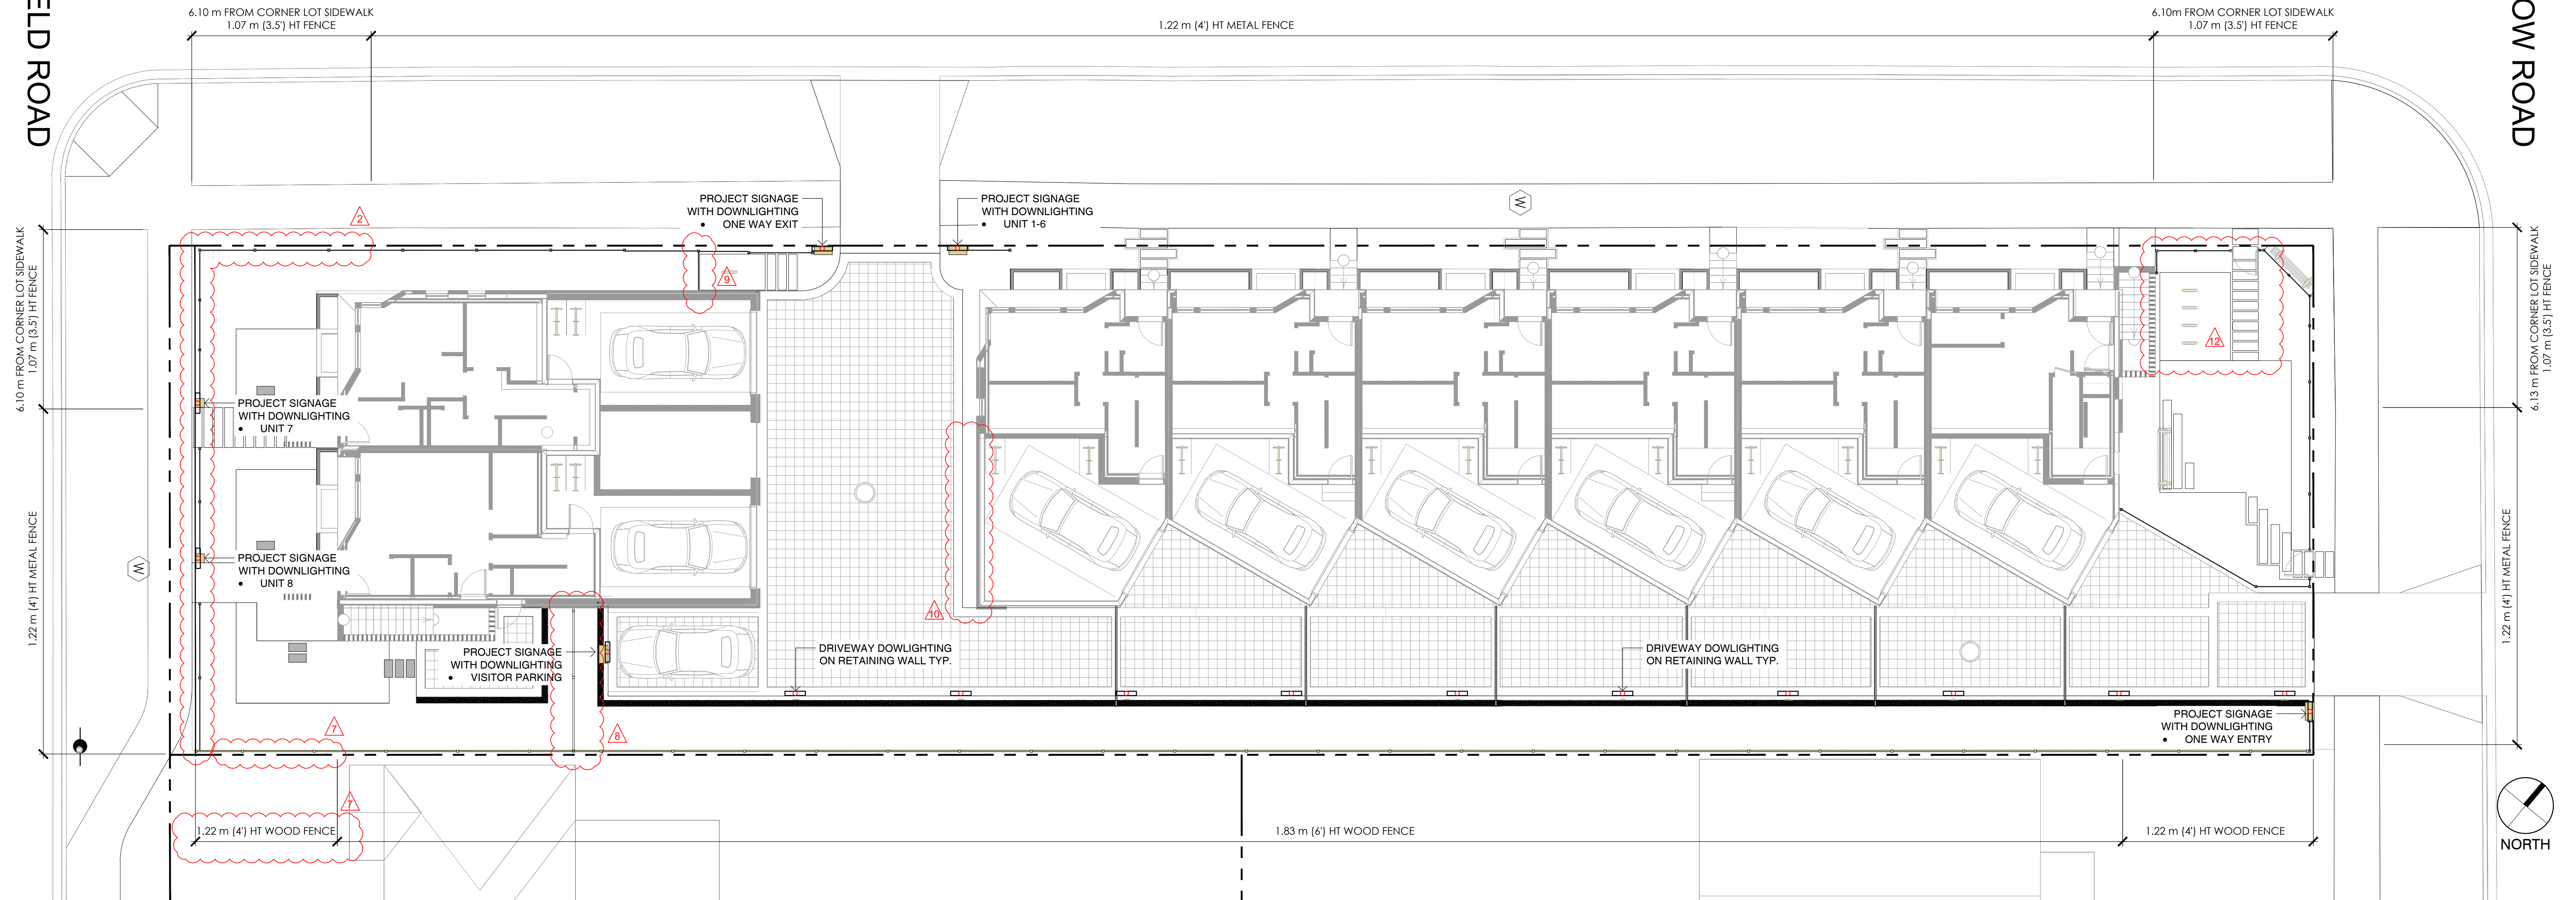 6.10 m FROM CORNER LOT SIDEWALK
1.07 m (3.5') HT FENCE
1.22 m (4') HT METAL FENCE
6.10m FROM CORNER LOT SIDEWALK
1.07 m (3.5') HT FENCE
ELD ROAD
OW ROAD
PROJECT SIGNAGE
WITH DOWNLIGHTING
• ONE WAY EXIT
PROJECT SIGNAGE
WITH DOWNLIGHTING
• UNIT 1-6
W
2
9
12
6.10 m FROM CORNER LOT SIDEWALK
1.07 m (3.5') HT FENCE
6.13 m FROM CORNER LOT SIDEWALK
1.07 m (3.5') HT FENCE
PROJECT SIGNAGE
WITH DOWNLIGHTING
• UNIT 7
PROJECT SIGNAGE
WITH DOWNLIGHTING
• UNIT 8
W
1.22 m (4') HT METAL FENCE
1.22 m (4') HT METAL FENCE
10
PROJECT SIGNAGE
WITH DOWNLIGHTING
• VISITOR PARKING
DRIVEWAY DOWLIGHTING
ON RETAINING WALL TYP.
DRIVEWAY DOWLIGHTING
ON RETAINING WALL TYP.
7
8
PROJECT SIGNAGE
WITH DOWNLIGHTING
• ONE WAY ENTRY
7
1.22 m (4') HT WOOD FENCE
1.83 m (6') HT WOOD FENCE
1.22 m (4') HT WOOD FENCE
NORTH